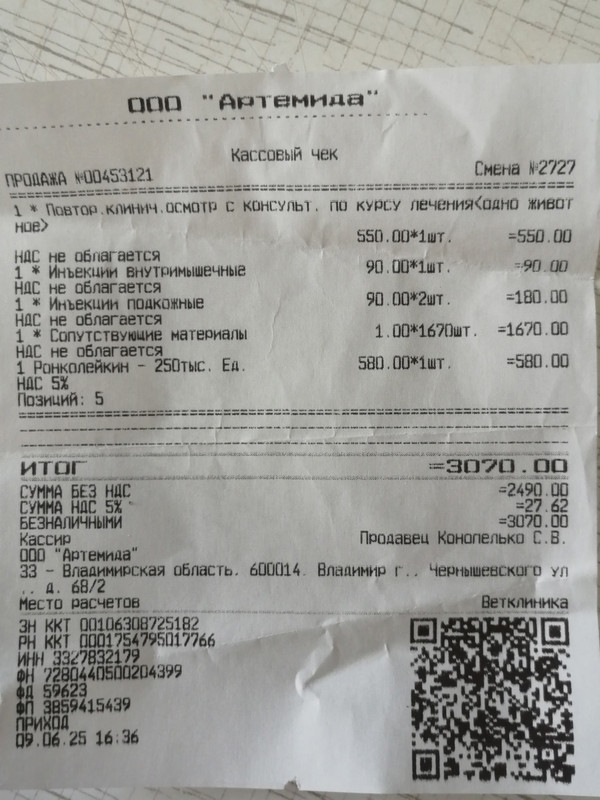 ООО "Артемида"
Кассовый чек
ПРОДАЖА №00453121 Смена №2727
1 * Повтор.клинич.осмотр с консульт. по курсу лечения<одно живот
ное>
550.00*1шт. =550.00
НДС не облагается
1 * Инъекции внутримышечные 90.00*1шт. =90.00
НДС не облагается
1 * Инъекции подкожные 90.00*2шт. =180.00
НДС не облагается
1 * Сопутствующие материалы 1.00*1670шт. =1670.00
НДС не облагается
1 Ронколейкин - 250тыс. Ед. 580.00*1шт. =580.00
НДС 5%
Позиций: 5
ИТОГ =3070.00
СУММА БЕЗ НДС =2490.00
СУММА НДС 5% =27.62
БЕЗНАЛИЧНЫМИ =3070.00
Кассир Продавец Конопелько С.В.
ООО "Артемида"
33 - Владимирская область. 600014. Владимир г.. Чернышевского ул
.. д. 68/2
Место расчетов Ветклиника
ЗН ККТ 00106308725182
РН ККТ 0001754795017766
ИНН 3327832179
ФН 7280440500204399
ФД 59623
ФП 3859415439
ПРИХОД
09.06.25 16:36